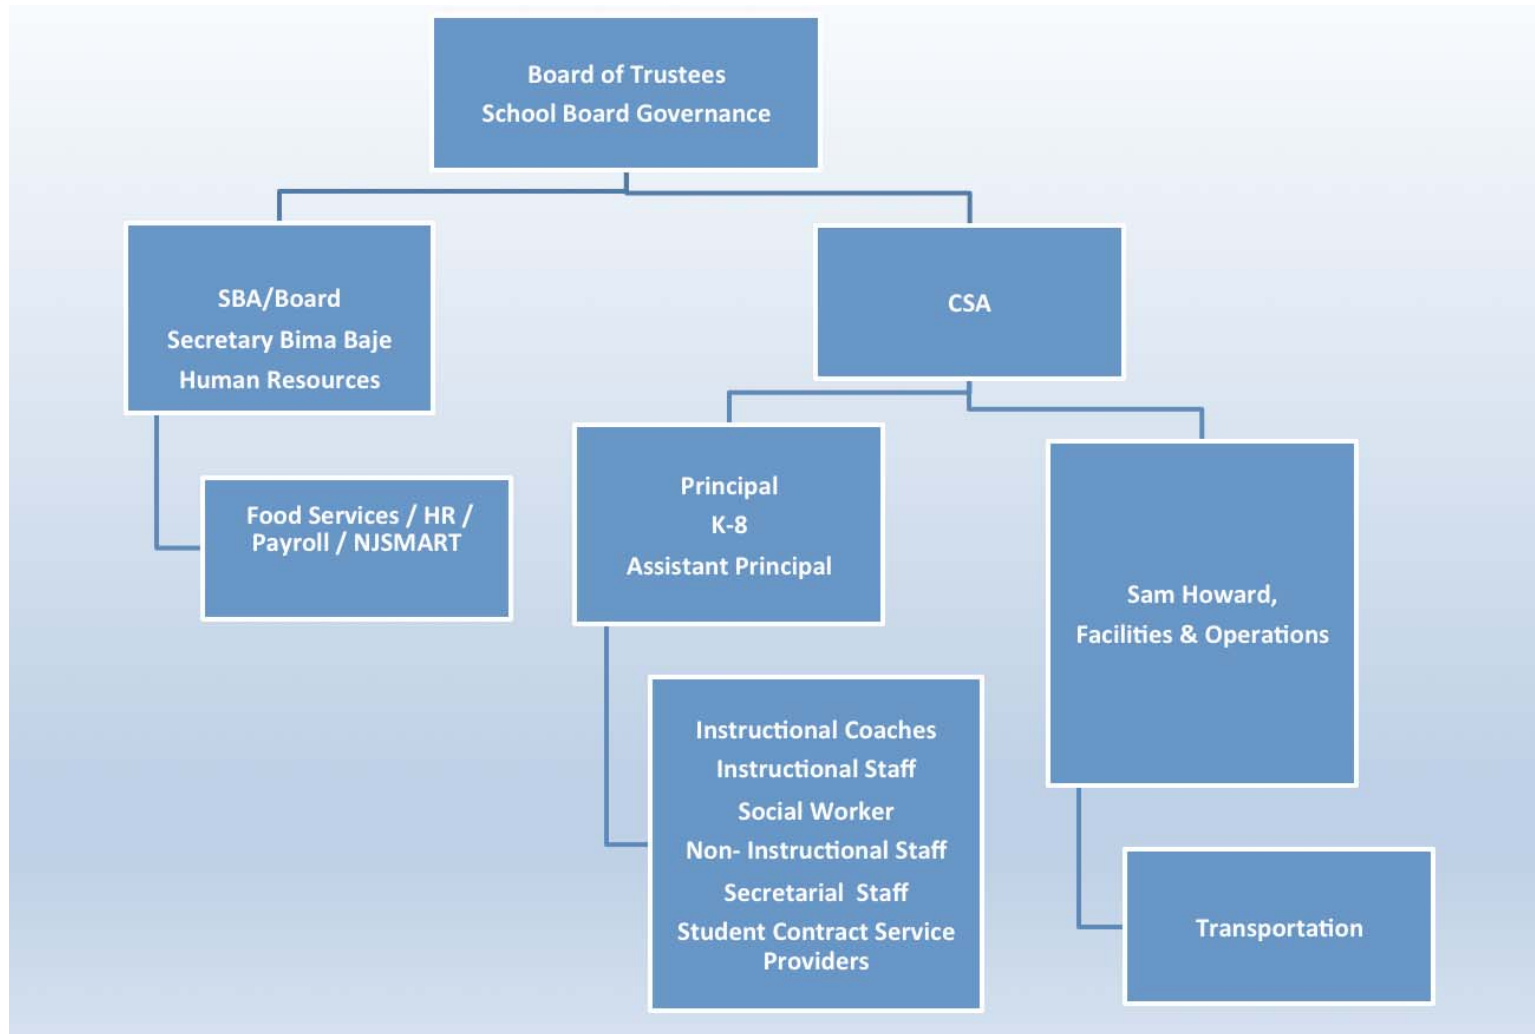 Board of Trustees
School Board Governance
SBA/Board
Secretary Bima Baje
Human Resources
CSA
Food Services / HR /
Payroll / NJSMART
Principal
K-8
Assistant Principal
Sam Howard,
Facilities & Operations
Instructional Coaches
Instructional Staff
Social Worker
Non- Instructional Staff
Secretarial  Staff
Student Contract Service
Providers
Transportation